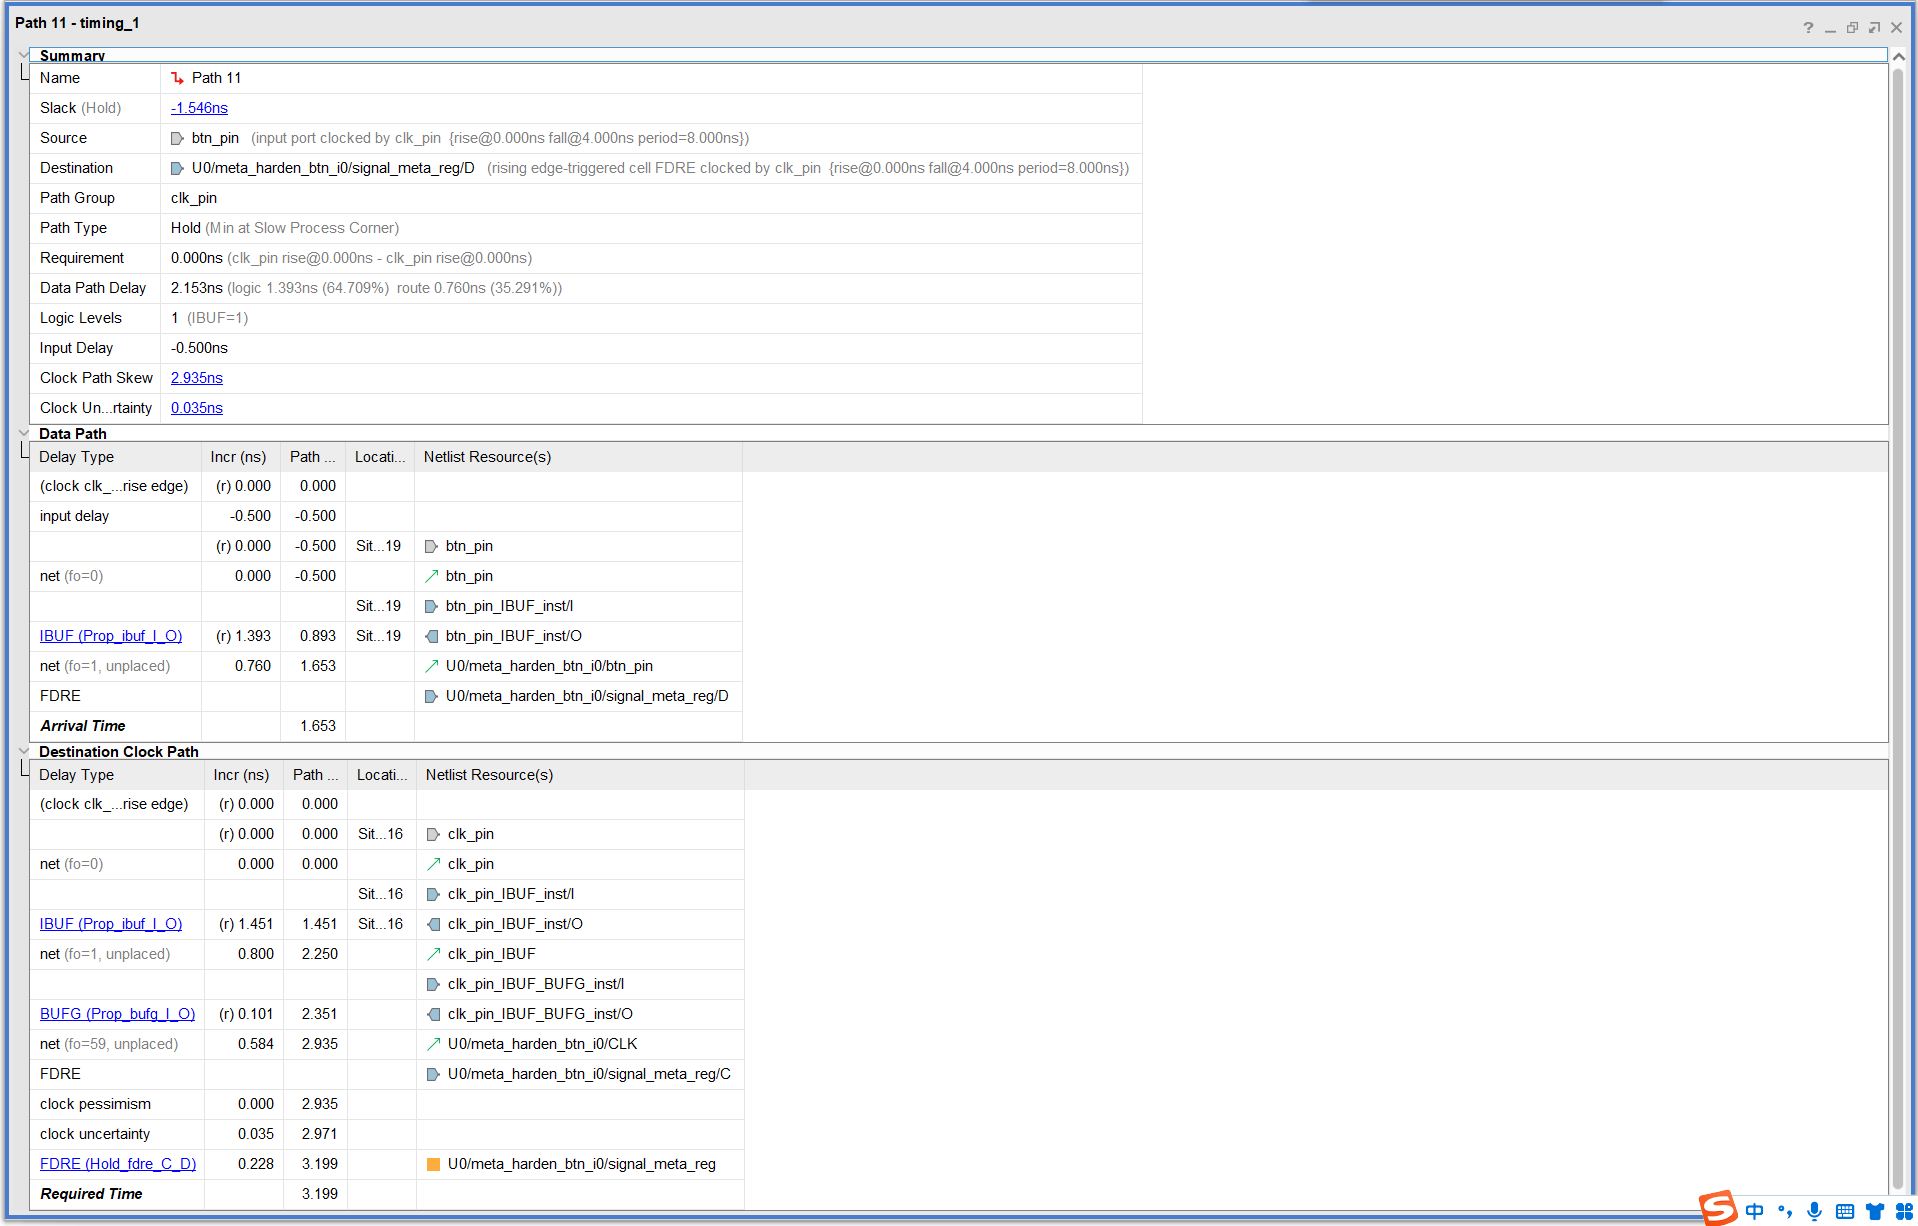 Path 11 - timing_1
Summary
Name Path 11
Slack (Hold) -1.546ns
Source btn_pin (input port clocked by clk_pin {rise@0.000ns fall@4.000ns period=8.000ns})
Destination U0/meta_harden_btn_i0/signal_meta_reg/D (rising edge-triggered cell FDRE clocked by clk_pin {rise@0.000ns fall@4.000ns period=8.000ns})
Path Group clk_pin
Path Type Hold (Min at Slow Process Corner)
Requirement 0.000ns (clk_pin rise@0.000ns - clk_pin rise@0.000ns)
Data Path Delay 2.153ns (logic 1.393ns (64.709%) route 0.760ns (35.291%))
Logic Levels 1 (IBUF=1)
Input Delay -0.500ns
Clock Path Skew 2.935ns
Clock Un...rtainty 0.035ns
Data Path
Delay Type Incr (ns) Path ... Locati... Netlist Resource(s)
(clock clk_...rise edge) (r) 0.000 0.000
input delay -0.500 -0.500
(r) 0.000 -0.500 Sit...19 btn_pin
net (fo=0) 0.000 -0.500 btn_pin
Sit...19 btn_pin_IBUF_inst/I
IBUF (Prop_ibuf_I_O) (r) 1.393 0.893 Sit...19 btn_pin_IBUF_inst/O
net (fo=1, unplaced) 0.760 1.653 U0/meta_harden_btn_i0/btn_pin
FDRE U0/meta_harden_btn_i0/signal_meta_reg/D
Arrival Time 1.653
Destination Clock Path
Delay Type Incr (ns) Path ... Locati... Netlist Resource(s)
(clock clk_...rise edge) (r) 0.000 0.000
(r) 0.000 0.000 Sit...16 clk_pin
net (fo=0) 0.000 0.000 clk_pin
Sit...16 clk_pin_IBUF_inst/I
IBUF (Prop_ibuf_I_O) (r) 1.451 1.451 Sit...16 clk_pin_IBUF_inst/O
net (fo=1, unplaced) 0.800 2.250 clk_pin_IBUF
clk_pin_IBUF_BUFG_inst/I
BUFG (Prop_bufg_I_O) (r) 0.101 2.351 clk_pin_IBUF_BUFG_inst/O
net (fo=59, unplaced) 0.584 2.935 U0/meta_harden_btn_i0/CLK
FDRE U0/meta_harden_btn_i0/signal_meta_reg/C
clock pessimism 0.000 2.935
clock uncertainty 0.035 2.971
FDRE (Hold_fdre_C_D) 0.228 3.199 U0/meta_harden_btn_i0/signal_meta_reg
Required Time 3.199
中